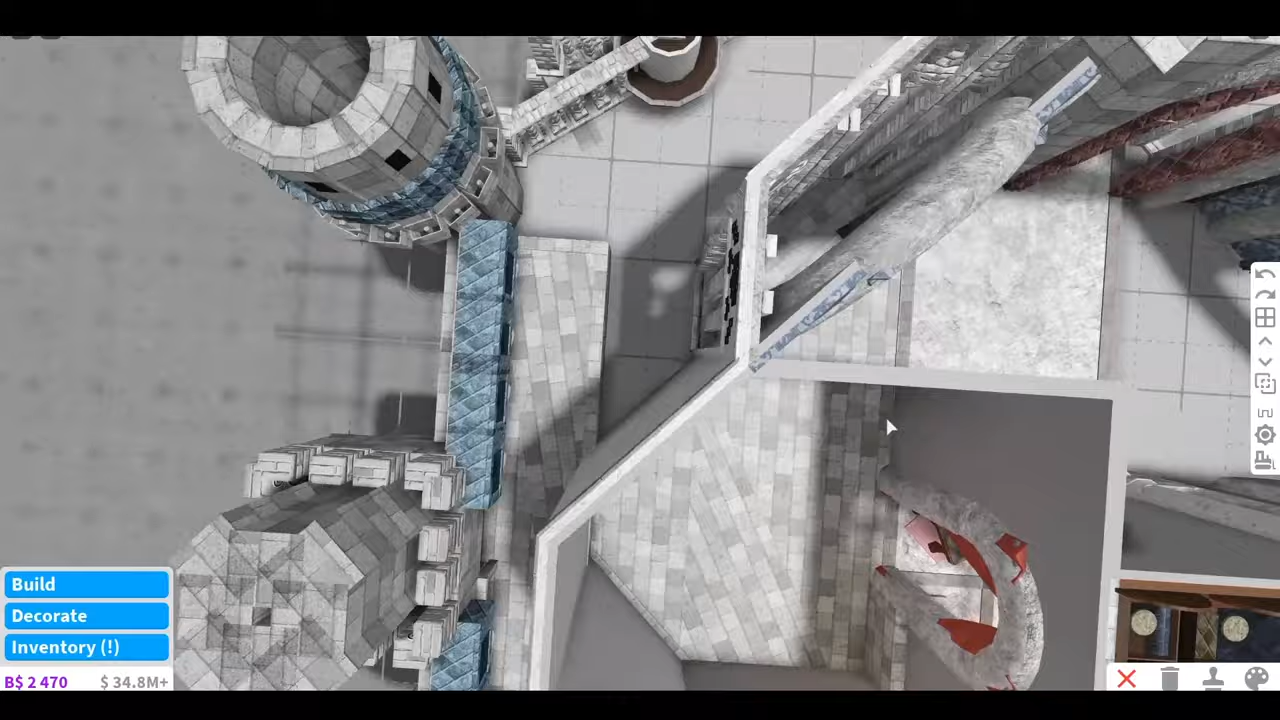 Build
Decorate
Inventory (!)
B$ 2 470
$ 34.8M+